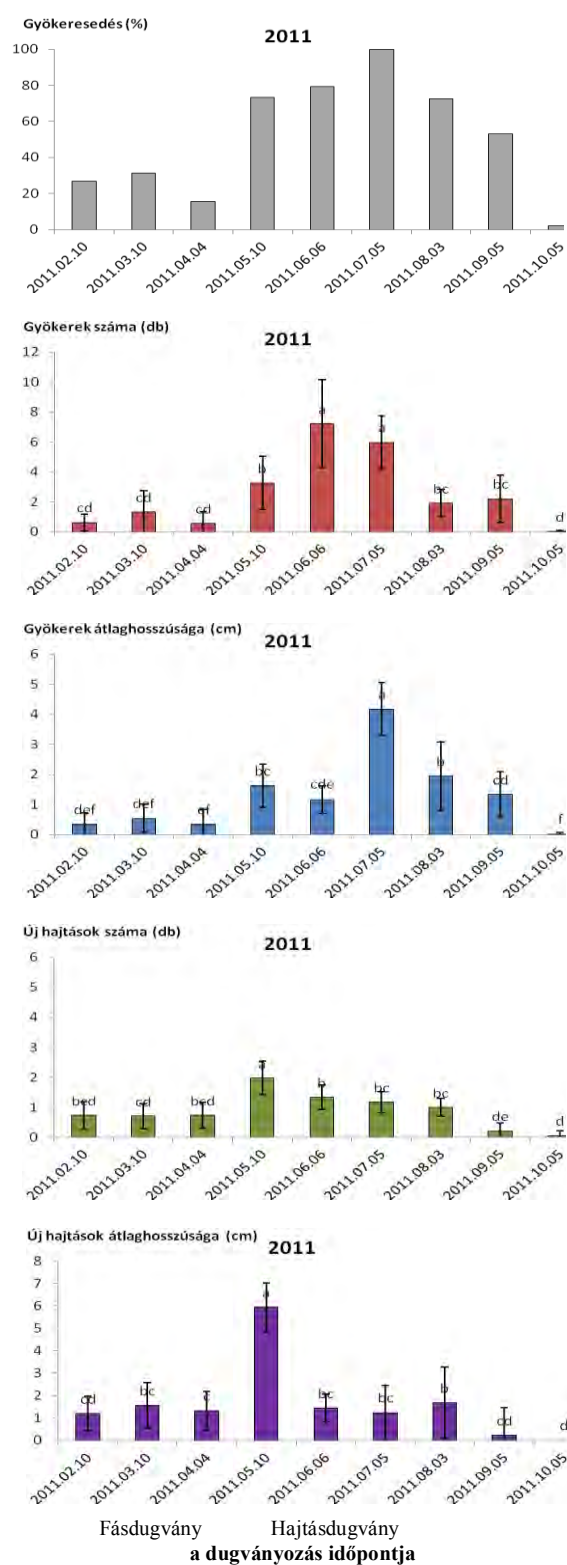 Gyökeresedés (%)
2011
100
80
60
40
20
0
2011.02.10 2011.03.10 2011.04.04 2011.05.10 2011.06.06 2011.07.05 2011.08.03 2011.09.05 2011.10.05
Gyökerek száma (db)
2011
12
10
8
6
4
2
0
cd cd cd b a a bc bc d
2011.02.10 2011.03.10 2011.04.04 2011.05.10 2011.06.06 2011.07.05 2011.08.03 2011.09.05 2011.10.05
Gyökerek átlaghosszúsága (cm)
2011
6
5
4
3
2
1
0
def def ef bc cde a b cd f
2011.02.10 2011.03.10 2011.04.04 2011.05.10 2011.06.06 2011.07.05 2011.08.03 2011.09.05 2011.10.05
Új hajtások száma (db)
2011
6
5
4
3
2
1
0
bcd cd bcd a b bc bc de d
2011.02.10 2011.03.10 2011.04.04 2011.05.10 2011.06.06 2011.07.05 2011.08.03 2011.09.05 2011.10.05
Új hajtások átlaghosszúsága (cm)
2011
8
7
6
5
4
3
2
1
0
cd bc c a bc bc b cd d
2011.02.10 2011.03.10 2011.04.04 2011.05.10 2011.06.06 2011.07.05 2011.08.03 2011.09.05 2011.10.05
Fásdugvány Hajtásdugvány
a dugványozás időpontja